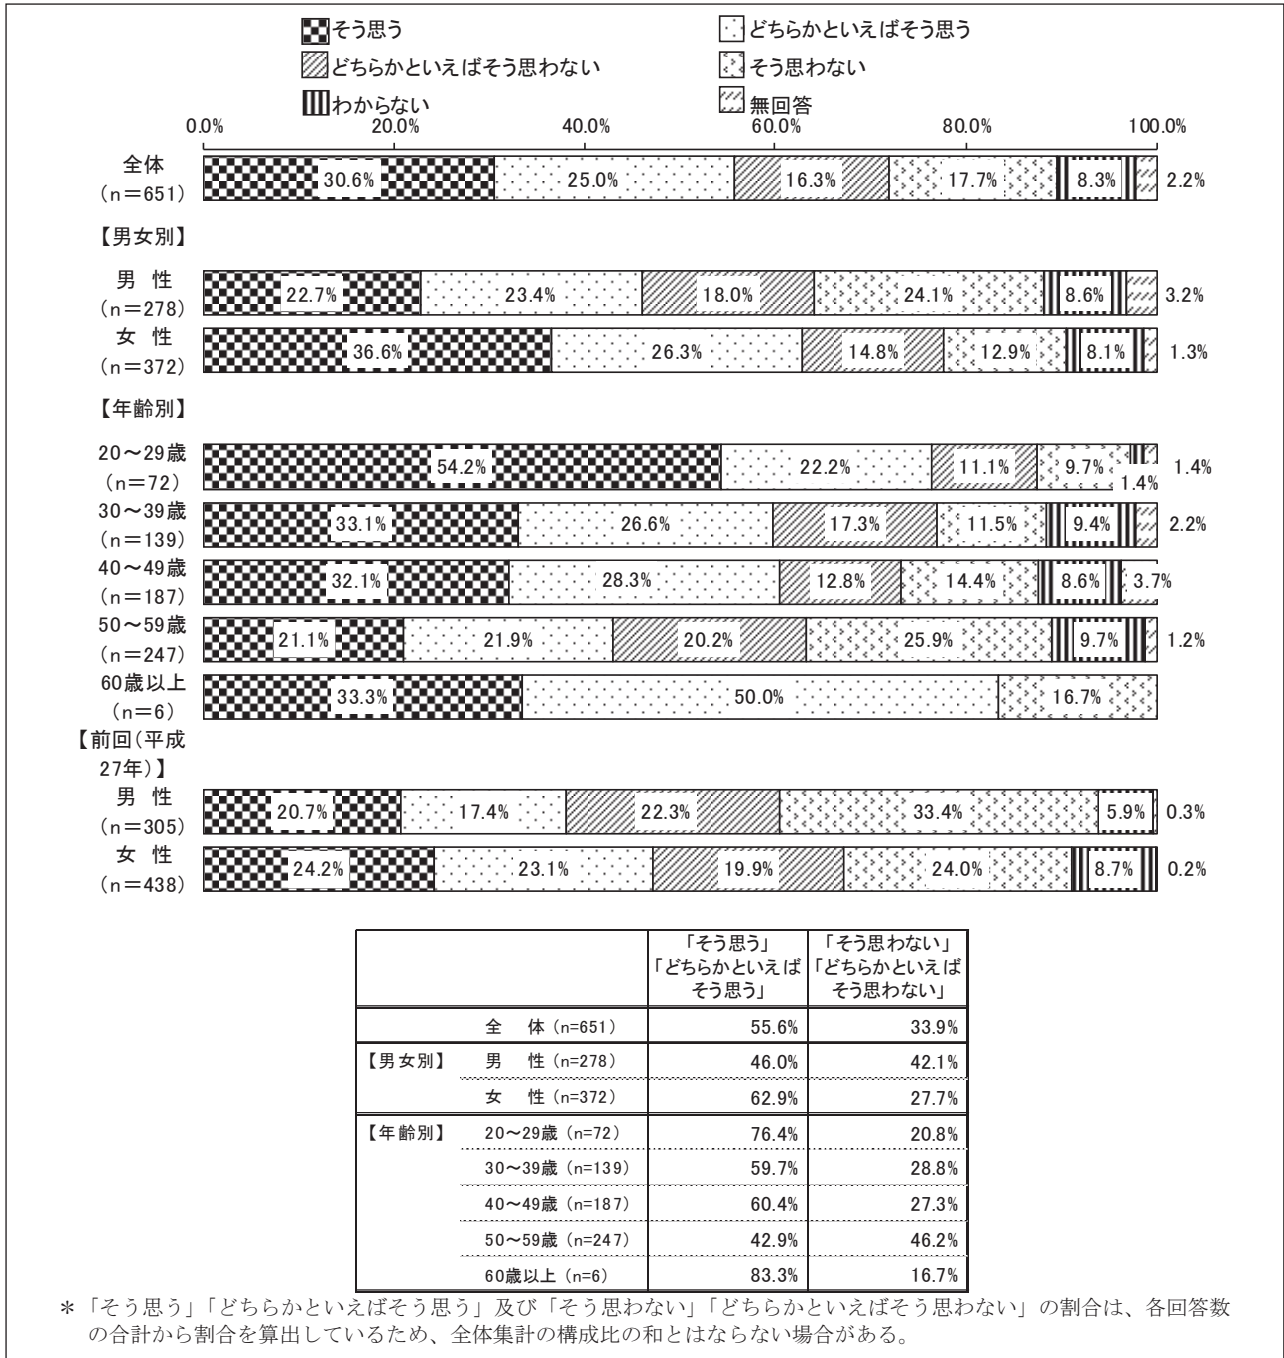 そう思う どちらかといえばそう思う
どちらかといえばそう思わない そう思わない
わからない 無回答
0.0% 20.0% 40.0% 60.0% 80.0% 100.0%
全体
(n=651)
30.6% 25.0% 16.3% 17.7% 8.3% 2.2%
【男女別】
男 性
(n=278)
22.7% 23.4% 18.0% 24.1% 8.6% 3.2%
女 性
(n=372)
36.6% 26.3% 14.8% 12.9% 8.1% 1.3%
【年齢別】
20～29歳
(n=72)
54.2% 22.2% 11.1% 9.7% 1.4% 1.4%
30～39歳
(n=139)
33.1% 26.6% 17.3% 11.5% 9.4% 2.2%
40～49歳
(n=187)
32.1% 28.3% 12.8% 14.4% 8.6% 3.7%
50～59歳
(n=247)
21.1% 21.9% 20.2% 25.9% 9.7% 1.2%
60歳以上
(n=6)
33.3% 50.0% 16.7%
【前回(平成
27年)】
男 性
(n=305)
20.7% 17.4% 22.3% 33.4% 5.9% 0.3%
女 性
(n=438)
24.2% 23.1% 19.9% 24.0% 8.7% 0.2%
「そう思う」 「そう思わない」
「どちらかといえば 「どちらかといえば
そう思う」 そう思わない」
全 体 (n=651) 55.6% 33.9%
【男女別】 男 性 (n=278) 46.0% 42.1%
女 性 (n=372) 62.9% 27.7%
【年齢別】 20～29歳 (n=72) 76.4% 20.8%
30～39歳 (n=139) 59.7% 28.8%
40～49歳 (n=187) 60.4% 27.3%
50～59歳 (n=247) 42.9% 46.2%
60歳以上 (n=6) 83.3% 16.7%
＊「そう思う」「どちらかといえばそう思う」及び「そう思わない」「どちらかといえばそう思わない」の割合は、各回答数
の合計から割合を算出しているため、全体集計の構成比の和とはならない場合がある。